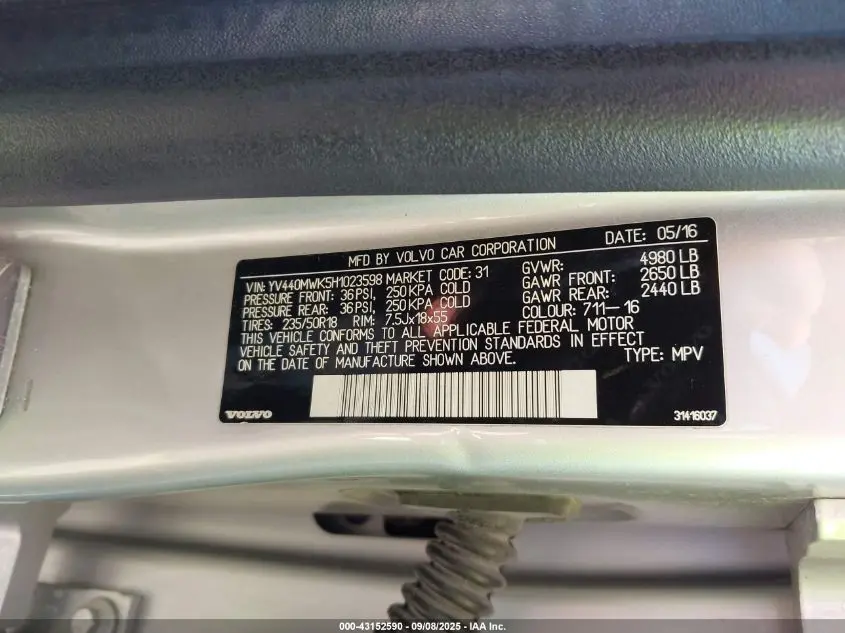 MFD BY VOLVO CAR CORPORATION DATE: 05/16
VIN: YV440MWK5H1023598 MARKET CODE: 31 GVWR: 4980 LB
PRESSURE FRONT: 36PSI, 250KPA COLD GAWR FRONT: 2650 LB
PRESSURE REAR: 36PSI, 250KPA COLD GAWR REAR: 2440 LB
TIRES: 235/50R18 RIM: 7.5Jx18x55 COLOUR: 711-16
THIS VEHICLE CONFORMS TO ALL APPLICABLE FEDERAL MOTOR
VEHICLE SAFETY AND THEFT PREVENTION STANDARDS IN EFFECT
ON THE DATE OF MANUFACTURE SHOWN ABOVE. TYPE: MPV
VOLVO 31416037
000-43152590 - 09/08/2025 - IAA Inc.